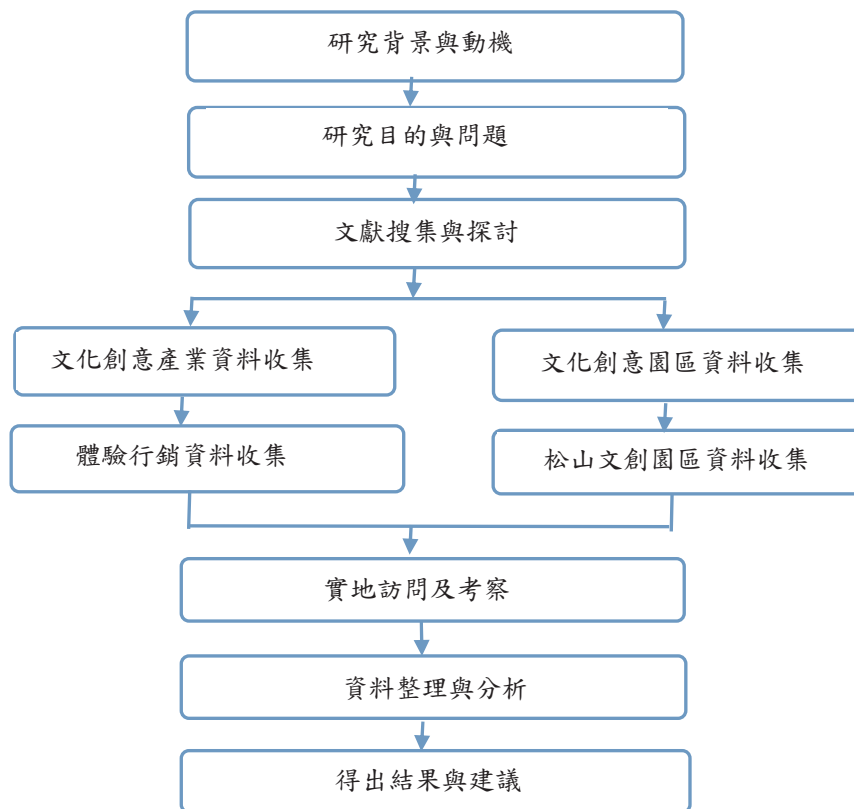 研究背景與動機
研究目的與問題
文獻搜集與探討
文化創意產業資料收集
文化創意園區資料收集
體驗行銷資料收集
松山文創園區資料收集
實地訪問及考察
資料整理與分析
得出結果與建議